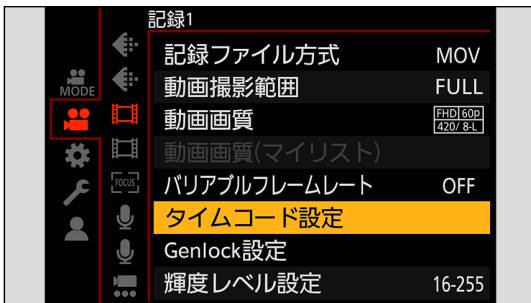 記録1
記録ファイル方式 MOV
動画撮影範囲 FULL
動画画質 FHD 60p 420/ 8-L
動画画質(マイリスト)
バリアブルフレームレート OFF
タイムコード設定
Genlock設定
輝度レベル設定 16-255
MODE
FOCUS